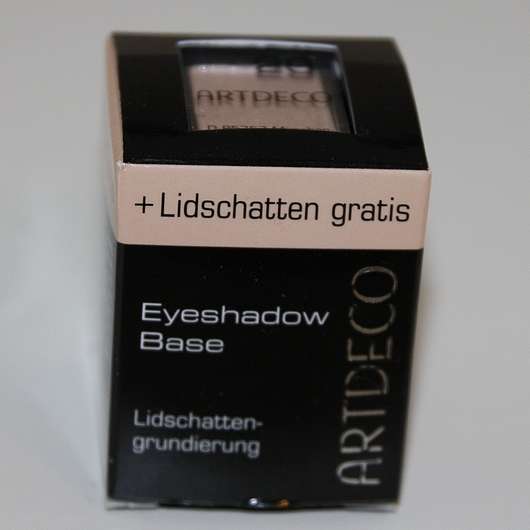 ARTDECO
+ Lidschatten gratis
Eyeshadow
Base
Lidschatten-
grundierung
ARTDECO